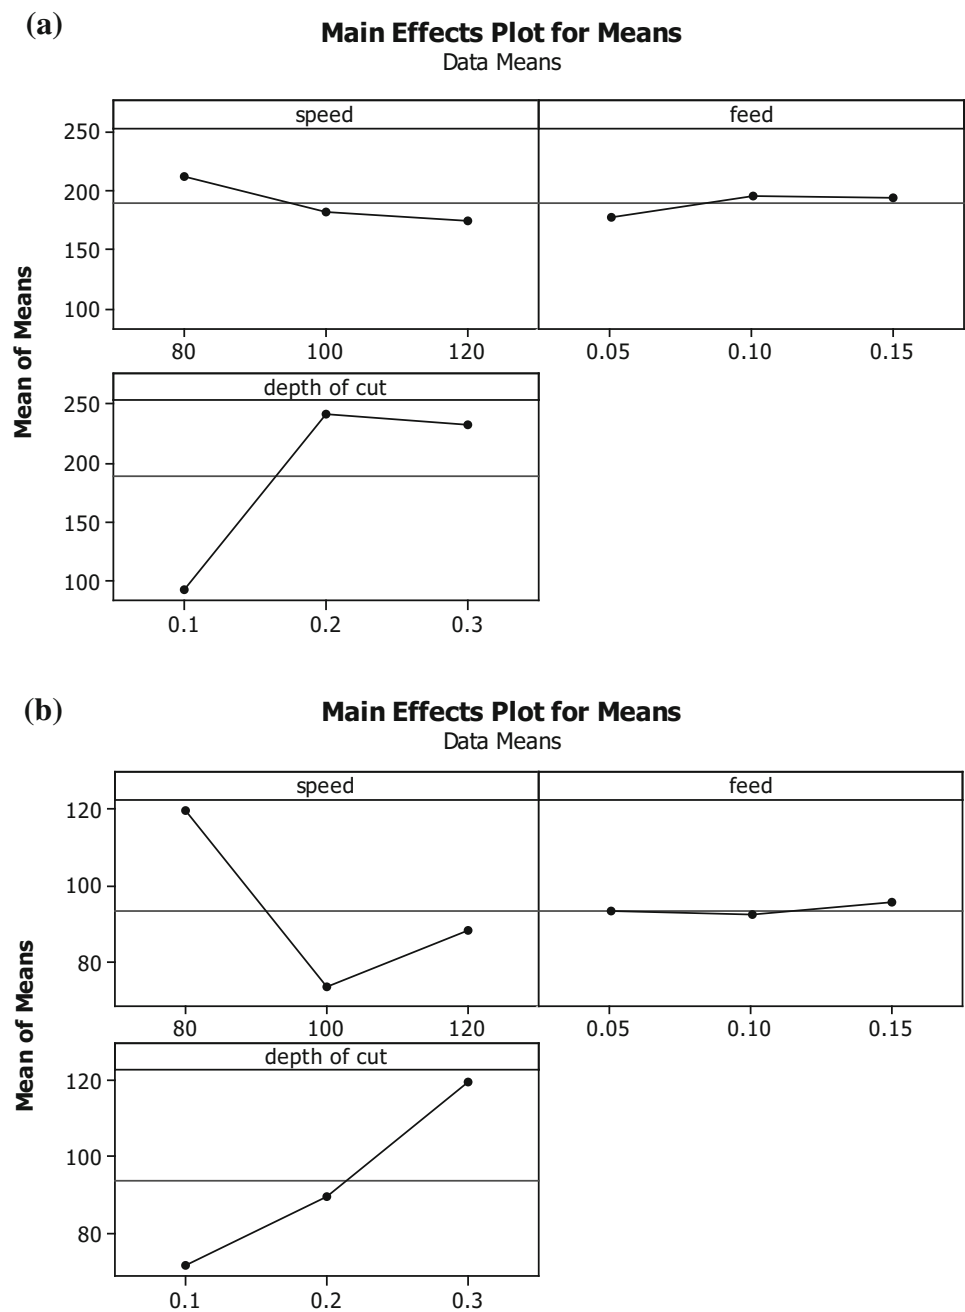 (a)
Main Effects Plot for Means
Data Means
speed
feed
250
200
150
100
80
100
120
0.05
0.10
0.15
Mean of Means
depth of cut
250
200
150
100
0.1
0.2
0.3
(b)
Main Effects Plot for Means
Data Means
speed
feed
120
100
80
80
100
120
0.05
0.10
0.15
Mean of Means
depth of cut
120
100
80
0.1
0.2
0.3